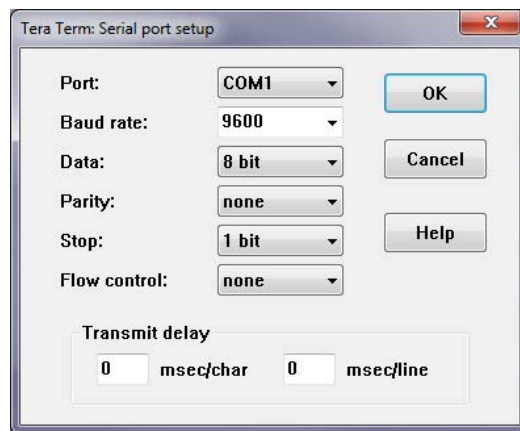 Tera Term: Serial port setup
Port: COM1 OK
Baud rate: 9600
Data: 8 bit Cancel
Parity: none
Stop: 1 bit Help
Flow control: none
Transmit delay
0 msec/char 0 msec/line